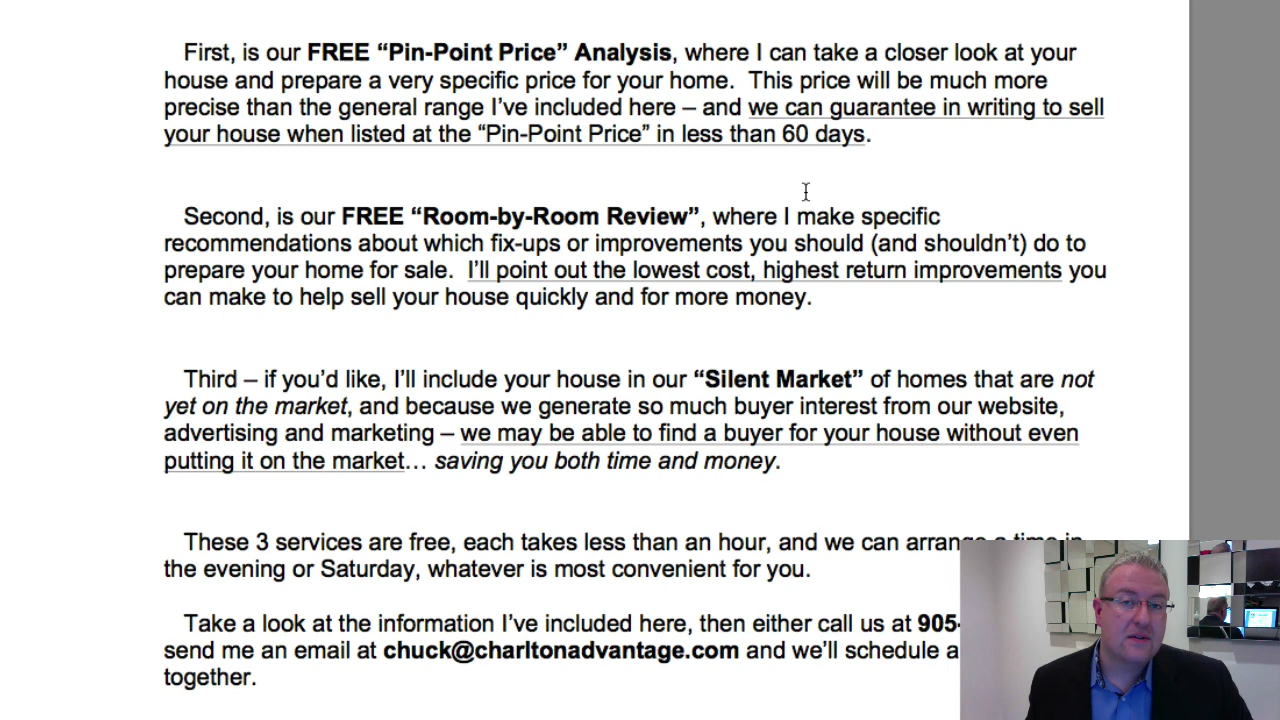 First, is our FREE “Pin-Point Price” Analysis, where I can take a closer look at your
house and prepare a very specific price for your home.  This price will be much more
precise than the general range I’ve included here – and we can guarantee in writing to sell
your house when listed at the “Pin-Point Price” in less than 60 days.
Second, is our FREE “Room-by-Room Review”, where I make specific
recommendations about which fix-ups or improvements you should (and shouldn’t) do to
prepare your home for sale.  I’ll point out the lowest cost, highest return improvements you
can make to help sell your house quickly and for more money.
Third – if you’d like, I’ll include your house in our “Silent Market” of homes that are not
yet on the market, and because we generate so much buyer interest from our website,
advertising and marketing – we may be able to find a buyer for your house without even
putting it on the market… saving you both time and money.
These 3 services are free, each takes less than an hour, and we can arrange a time in
the evening or Saturday, whatever is most convenient for you.
Take a look at the information I’ve included here, then either call us at 905-
send me an email at chuck@charltonadvantage.com and we’ll schedule a
together.